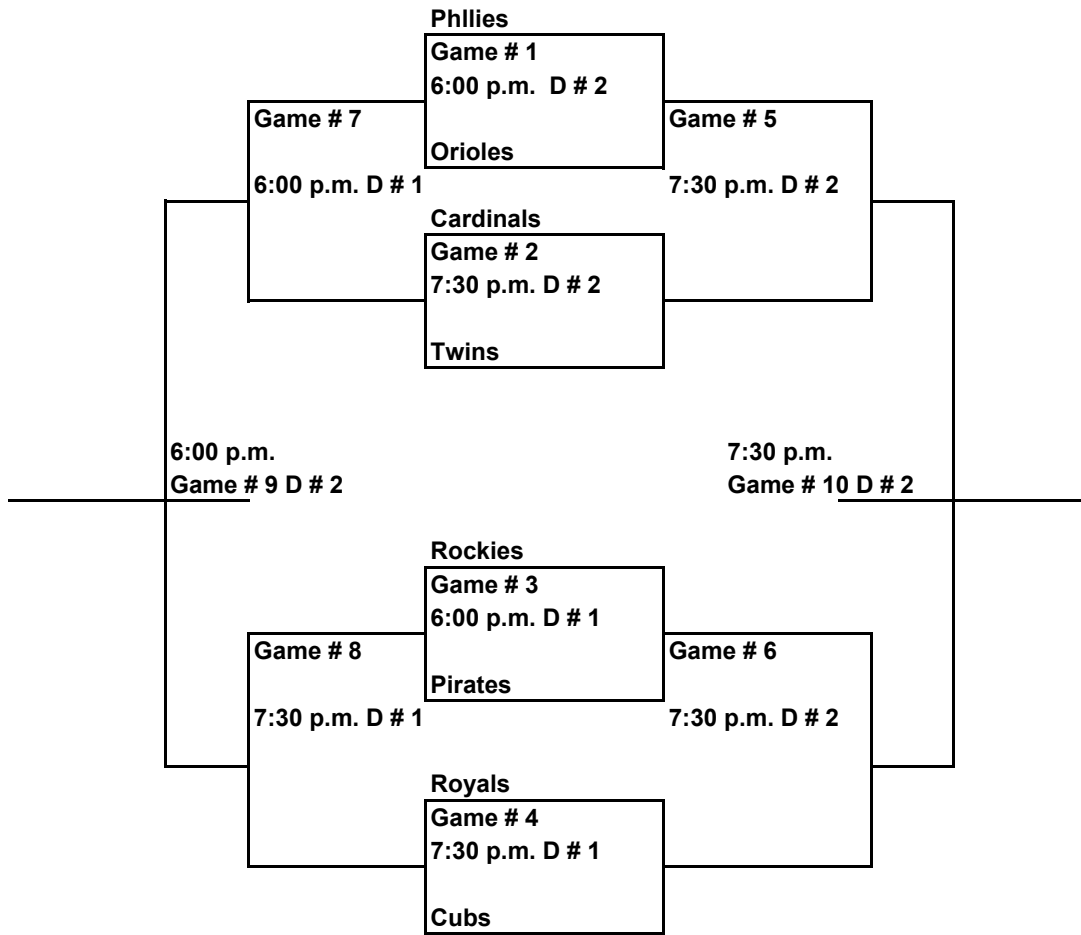 Phllies
Game # 1
6:00 p.m.  D # 2
Game # 7
Game # 5
Orioles
6:00 p.m. D # 1
7:30 p.m. D # 2
Cardinals
Game # 2
7:30 p.m. D # 2
Twins
6:00 p.m.
7:30 p.m.
Game # 9 D # 2
Game # 10 D # 2
Rockies
Game # 3
6:00 p.m. D # 1
Game # 8
Game # 6
Pirates
7:30 p.m. D # 1
7:30 p.m. D # 2
Royals
Game # 4
7:30 p.m. D # 1
Cubs